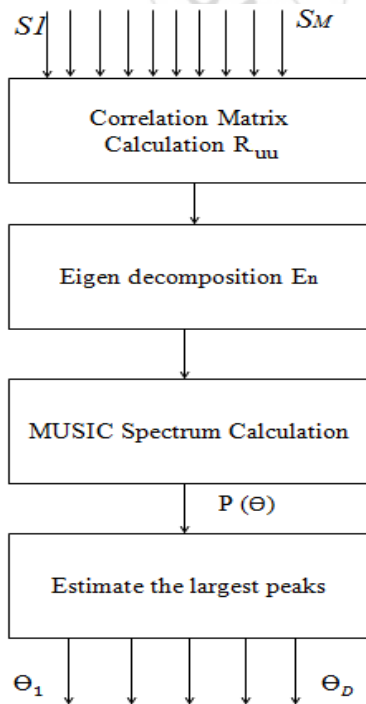 S1 SM
Correlation Matrix
Calculation Ruu
Eigen decomposition En
MUSIC Spectrum Calculation
P (Θ)
Estimate the largest peaks
Θ1 ΘD